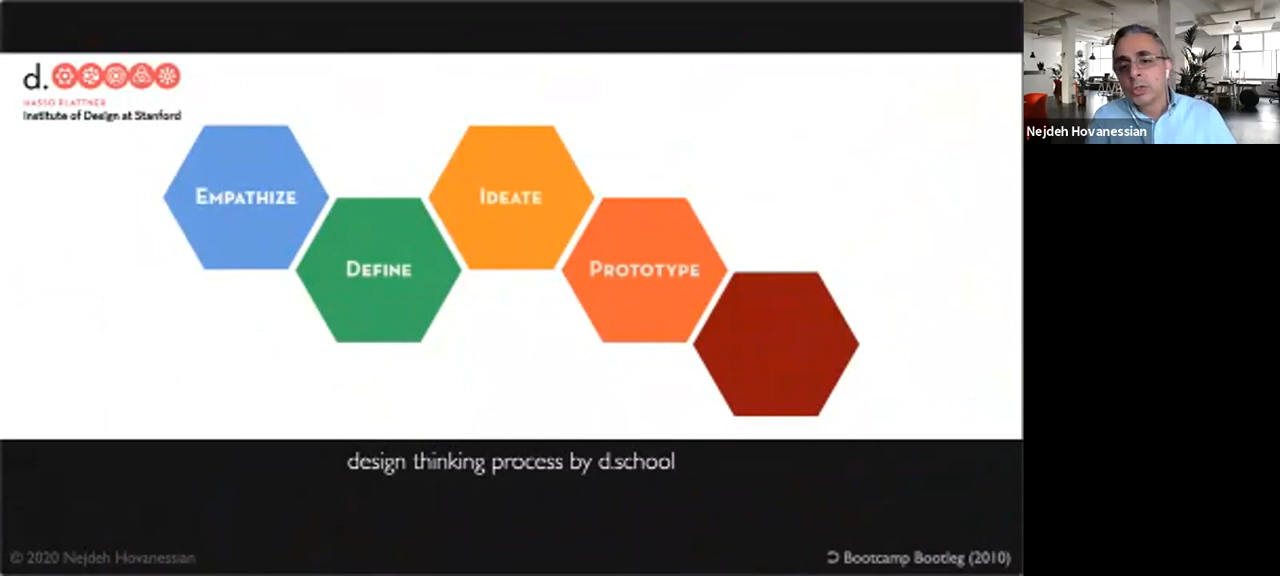 d.
HASSO PLATTNER
Institute of Design at Stanford
EMPATHIZE
IDEATE
DEFINE
PROTOTYPE
design thinking process by d.school
© 2020 Nejdeh Hovanessian
Bootcamp Bootleg (2010)
Nejdeh Hovanessian